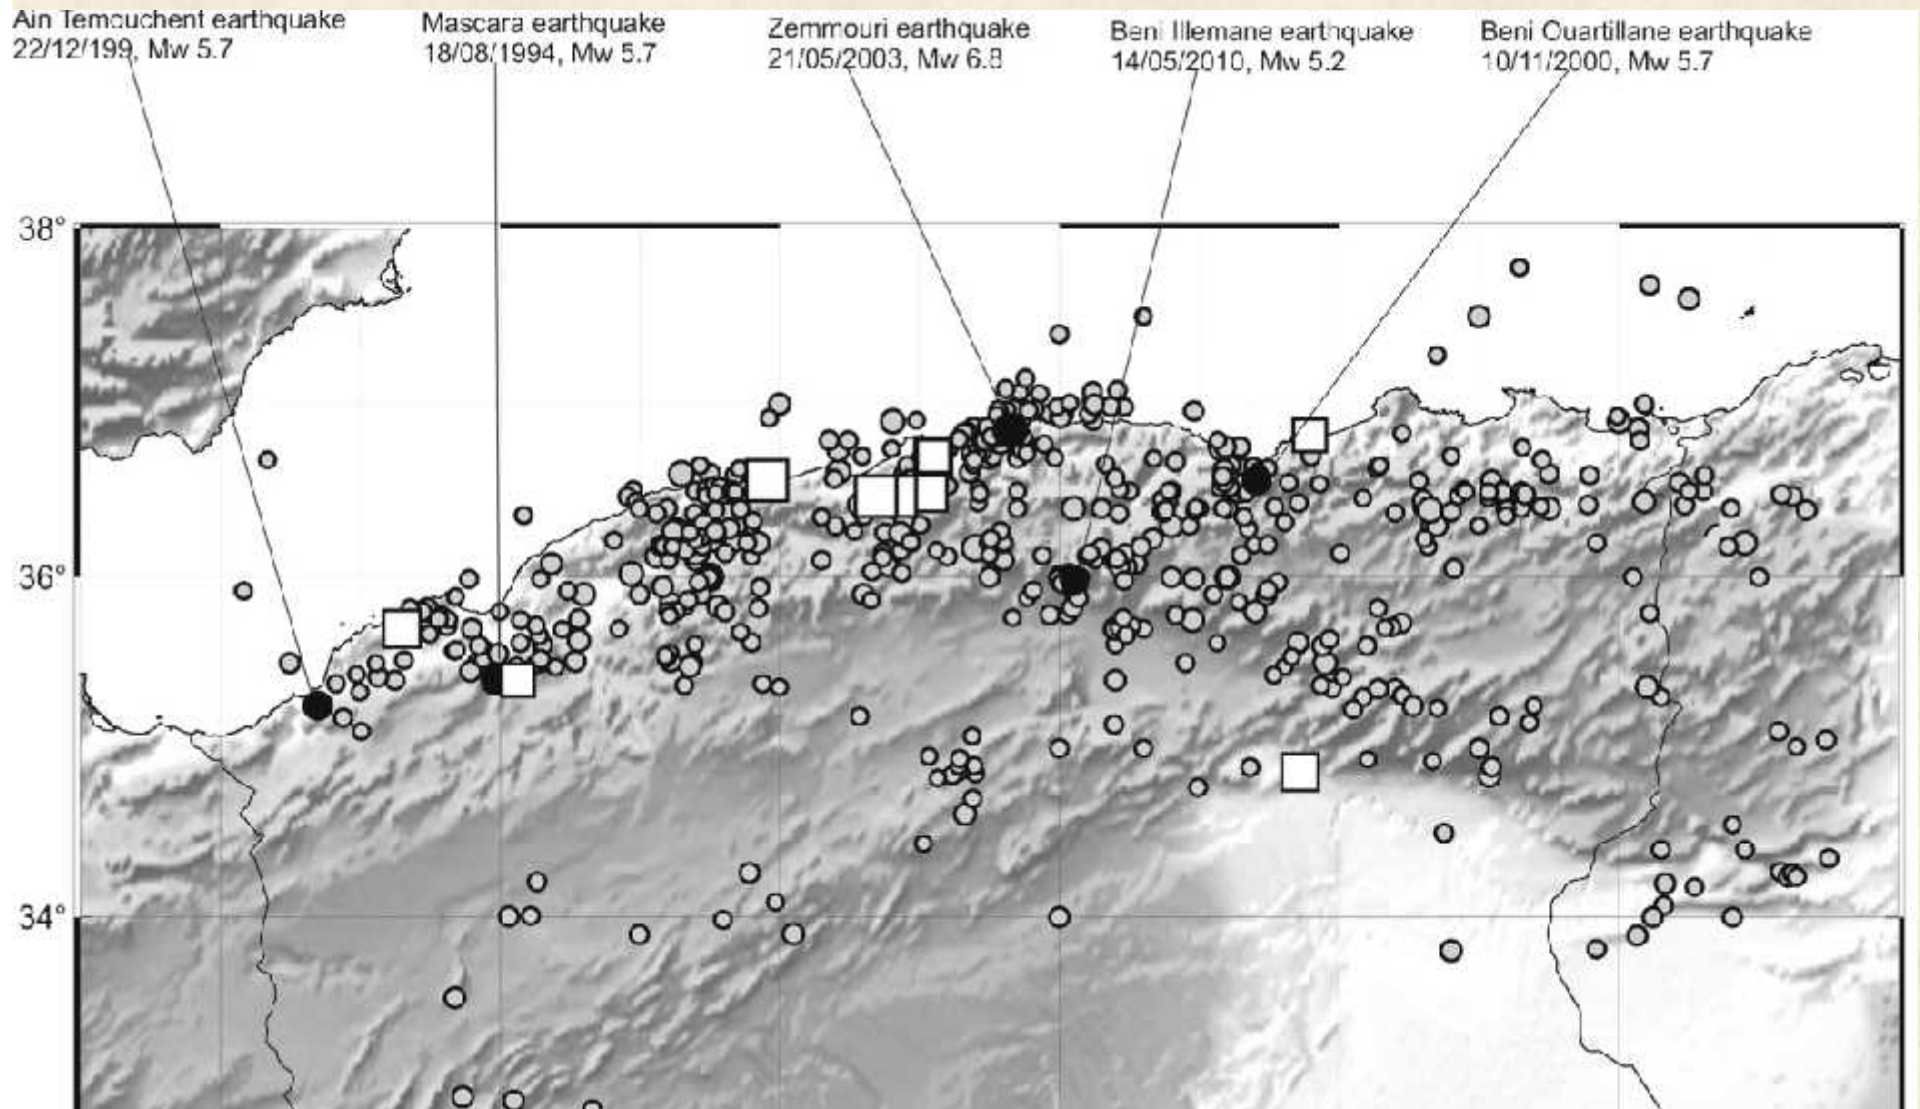 Ain Temouchent earthquake
22/12/199, Mw 5.7
Mascara earthquake
18/08/1994, Mw 5.7
Zemmouri earthquake
21/05/2003, Mw 6.8
Beni Illemane earthquake
14/05/2010, Mw 5.2
Beni Ouartillane earthquake
10/11/2000, Mw 5.7
38°
36°
34°